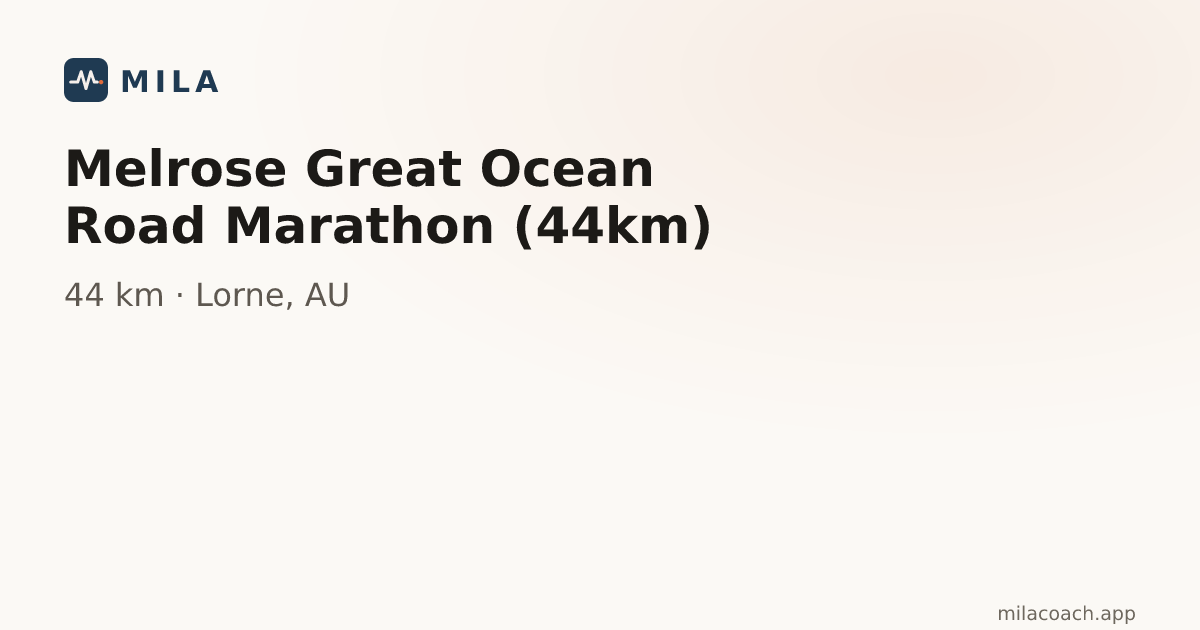 MILA
Melrose Great Ocean
Road Marathon (44km)
44 km · Lorne, AU
milacoach.app